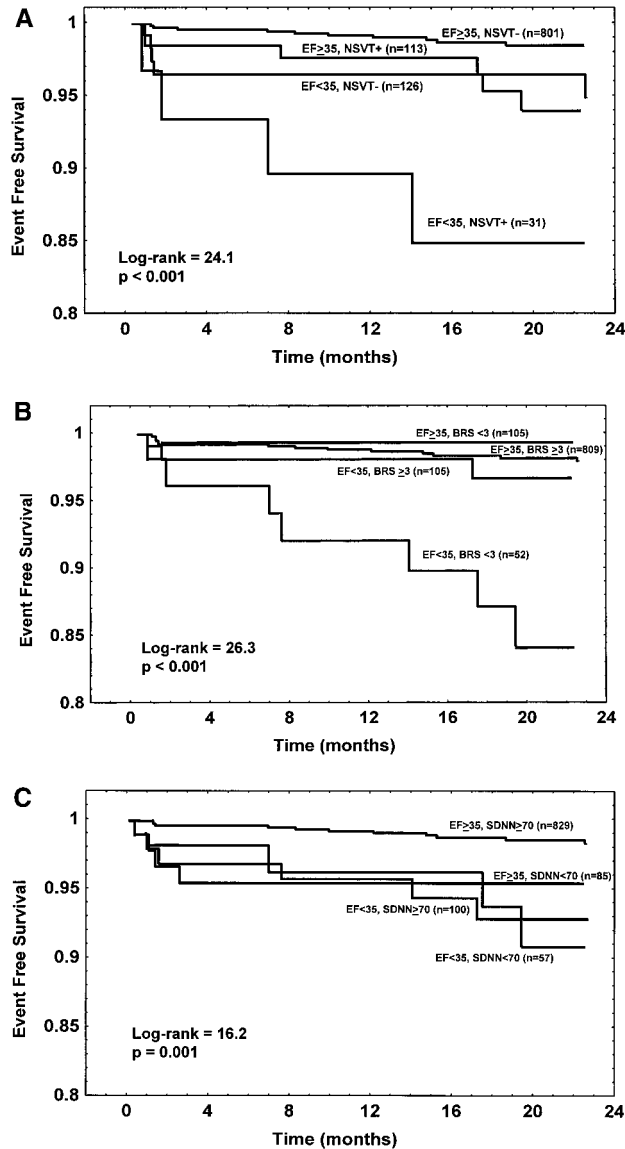 A
Event Free Survival
1
0.95
0.9
0.85
0.8
EF≥35, NSVT- (n=801)
EF≥35, NSVT+ (n=113)
EF<35, NSVT- (n=126)
EF<35, NSVT+ (n=31)
Log-rank = 24.1
p < 0.001
0 4 8 12 16 20 24
Time (months)
B
Event Free Survival
1
0.95
0.9
0.85
0.8
EF≥35, BRS <3 (n=105)
EF≥35, BRS ≥3 (n=809)
EF<35, BRS ≥3 (n=105)
EF<35, BRS <3 (n=52)
Log-rank = 26.3
p < 0.001
0 4 8 12 16 20 24
Time (months)
C
Event Free Survival
1
0.95
0.9
0.85
0.8
EF≥35, SDNN≥70 (n=829)
EF≥35, SDNN<70 (n=85)
EF<35, SDNN≥70 (n=100)
EF<35, SDNN<70 (n=57)
Log-rank = 16.2
p = 0.001
0 4 8 12 16 20 24
Time (months)